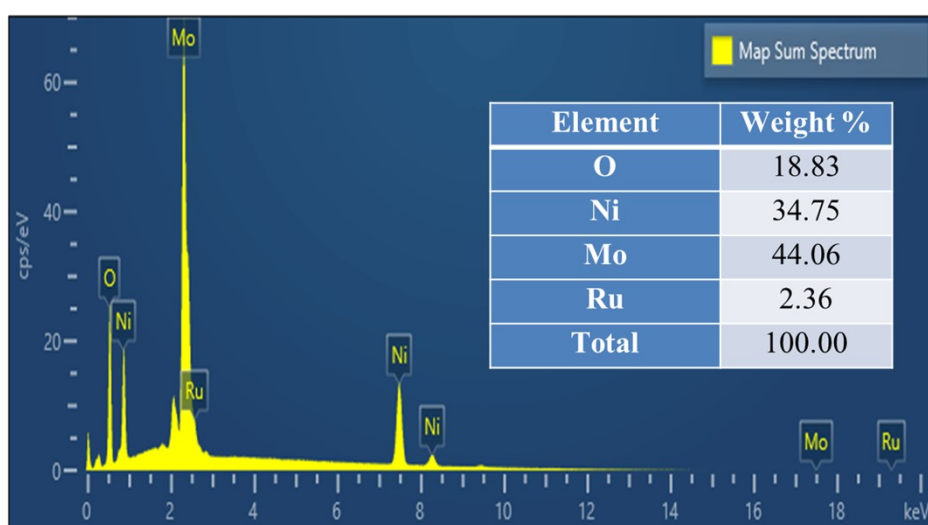 Mo
Map Sum Spectrum
60
Element Weight %
O 18.83
Ni 34.75
Mo 44.06
Ru 2.36
Total 100.00
cps/eV
40
O
Ni
20
Ru
Ni
Ni
Mo
Ru
0
0 2 4 6 8 10 12 14 16 18 keV